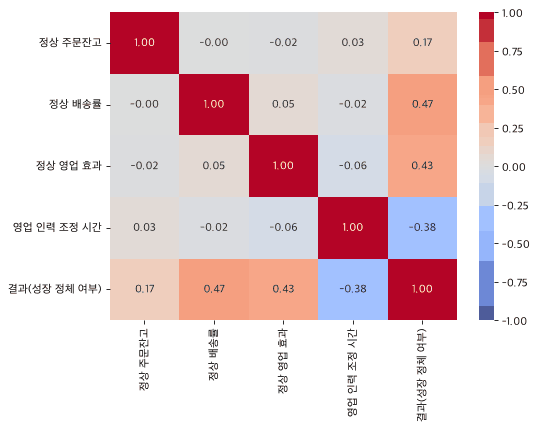 정상 주문잔고 1.00 -0.00 -0.02 0.03 0.17
정상 배송률 -0.00 1.00 0.05 -0.02 0.47
정상 영업 효과 -0.02 0.05 1.00 -0.06 0.43
영업 인력 조정 시간 0.03 -0.02 -0.06 1.00 -0.38
결과(성장 정체 여부) 0.17 0.47 0.43 -0.38 1.00
정상 주문잔고
정상 배송률
정상 영업 효과
영업 인력 조정 시간
결과(성장 정체 여부)
1.00
0.75
0.50
0.25
0.00
-0.25
-0.50
-0.75
-1.00